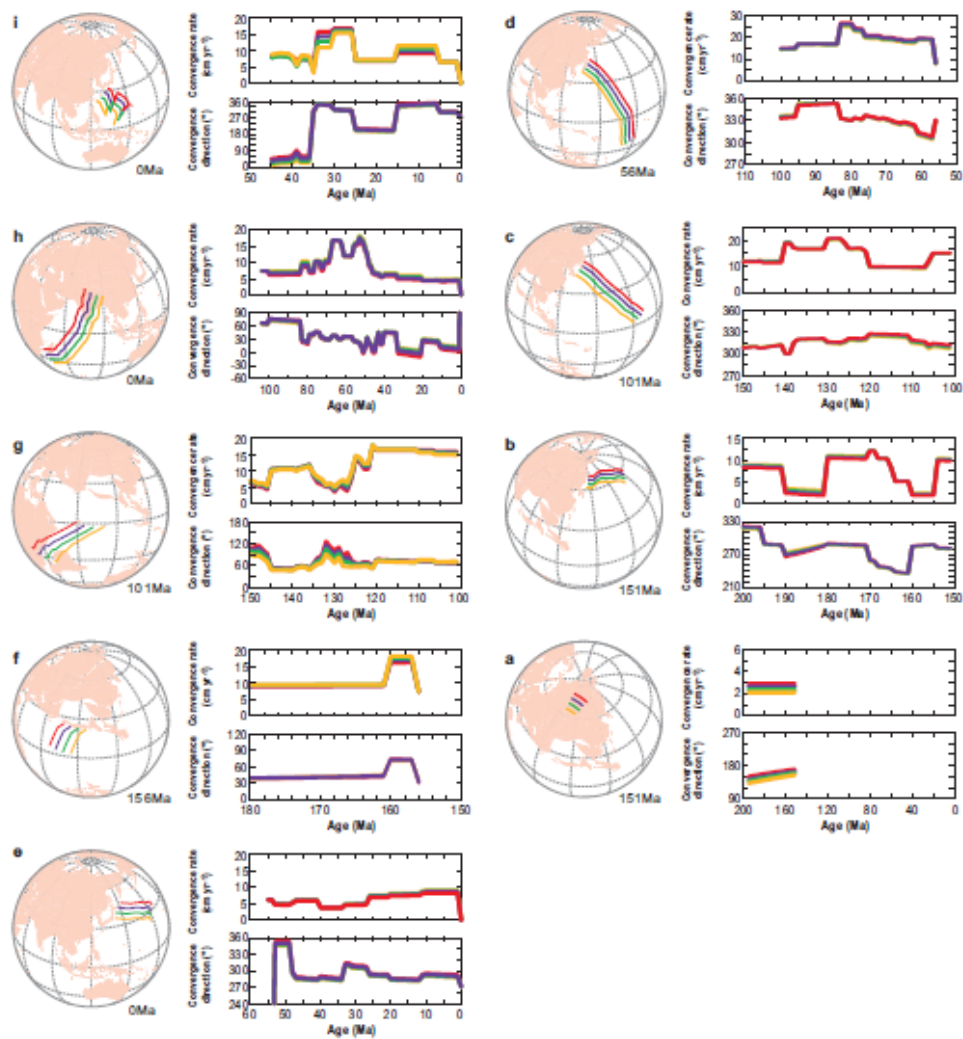 i
0Ma
Convergence rate
(cm yr⁻¹)
20
15
10
5
0
Convergence
direction (°)
360
270
180
90
0
50
40
30
20
10
0
Age (Ma)
d
56Ma
Convergence rate
(cm yr⁻¹)
30
20
10
0
Convergence
direction (°)
360
330
300
270
110
100
90
80
70
60
50
Age (Ma)
h
0Ma
Convergence rate
(cm yr⁻¹)
20
15
10
5
0
Convergence
direction (°)
90
60
30
0
-30
-60
100
80
60
40
20
0
Age (Ma)
c
101Ma
Convergence rate
(cm yr⁻¹)
20
10
0
Convergence
direction (°)
360
330
300
270
150
140
130
120
110
100
Age (Ma)
g
101Ma
Convergence rate
(cm yr⁻¹)
20
15
10
5
0
Convergence
direction (°)
180
120
60
0
150
140
130
120
110
100
Age (Ma)
b
151Ma
Convergence rate
(cm yr⁻¹)
15
10
5
0
Convergence
direction (°)
330
270
210
200
190
180
170
160
150
Age (Ma)
f
156Ma
Convergence rate
(cm yr⁻¹)
20
15
10
5
0
Convergence
direction (°)
120
90
60
30
0
180
170
160
150
Age (Ma)
a
151Ma
Convergence rate
(cm yr⁻¹)
6
4
2
0
Convergence
direction (°)
270
180
90
200
160
120
80
40
0
Age (Ma)
e
0Ma
Convergence rate
(cm yr⁻¹)
20
15
10
5
0
Convergence
direction (°)
360
330
300
270
240
60
50
40
30
20
10
0
Age (Ma)